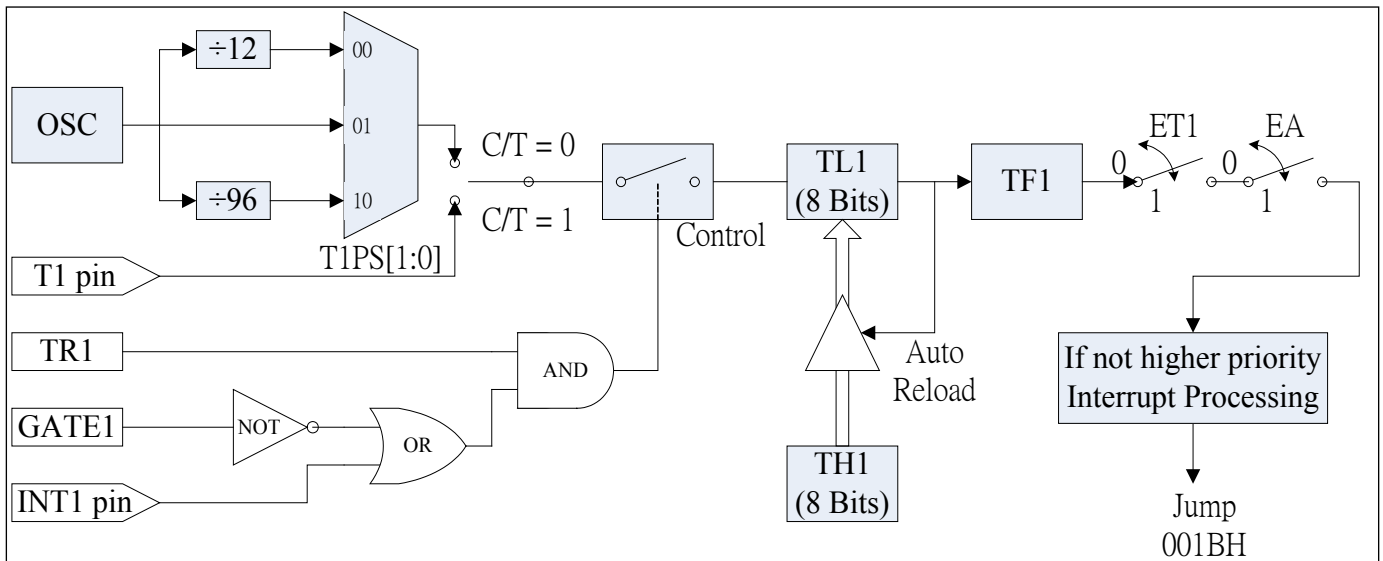 ÷12
00
OSC
01
÷96
10
T1PS[1:0]
C/T = 0
C/T = 1
T1 pin
TR1
GATE1
INT1 pin
NOT
OR
AND
Control
TL1
(8 Bits)
Auto
Reload
TH1
(8 Bits)
TF1
ET1
0
1
EA
0
1
If not higher priority
Interrupt Processing
Jump
001BH